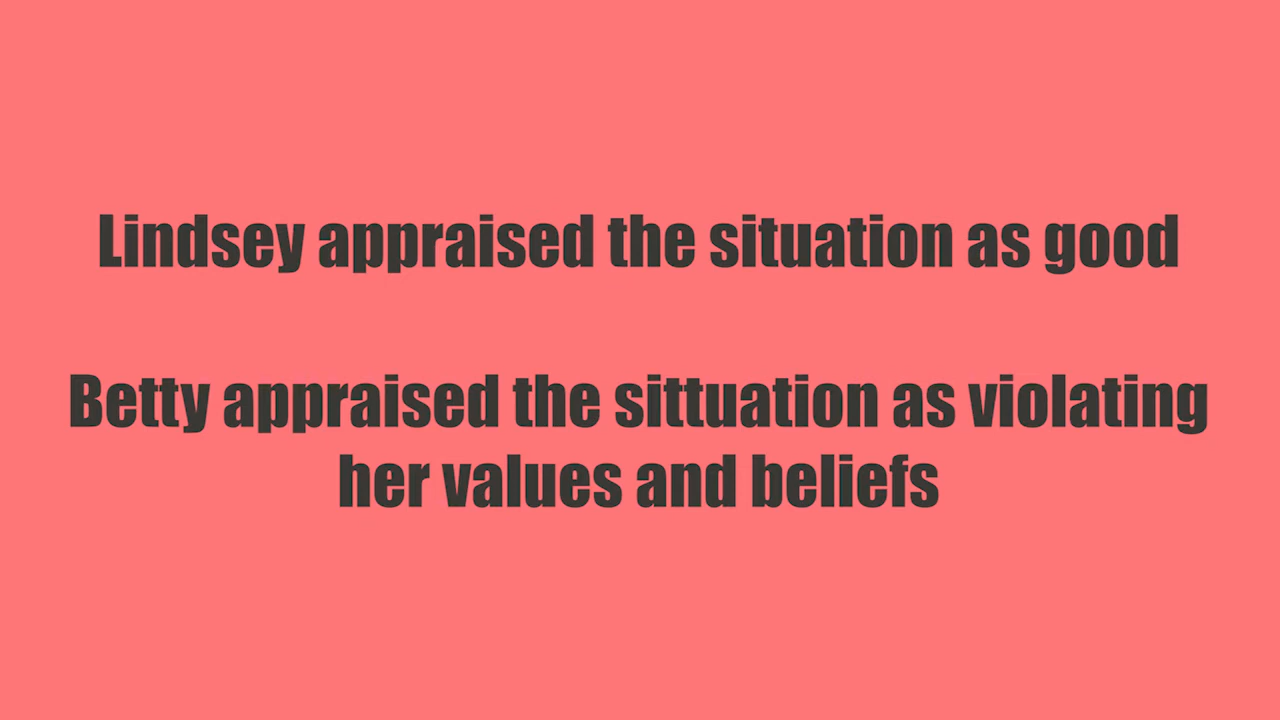 Lindsey appraised the situation as good
Betty appraised the sittuation as violating
her values and beliefs